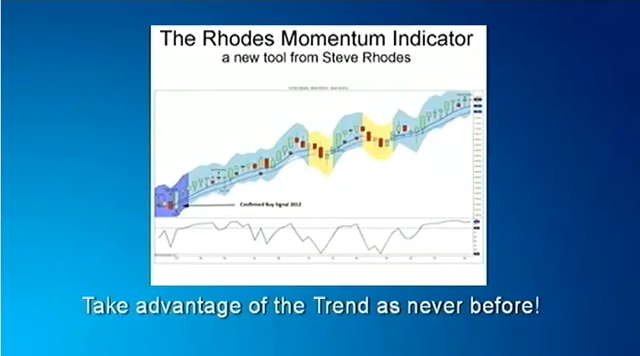 The Rhodes Momentum Indicator
a new tool from Steve Rhodes
Confirmed Buy Signal 2012
Take advantage of the Trend as never before!